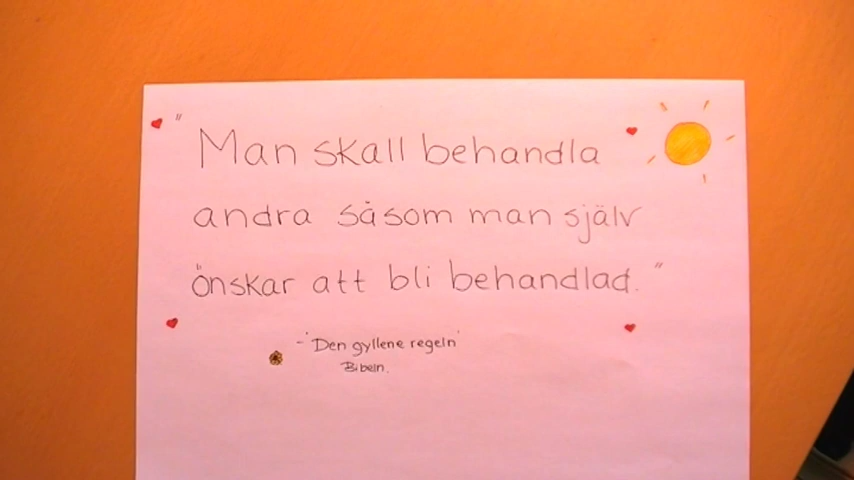 " Man skall behandla
andra såsom man själv
önskar att bli behandlad. "
- 'Den gyllene regeln'
Bibeln.